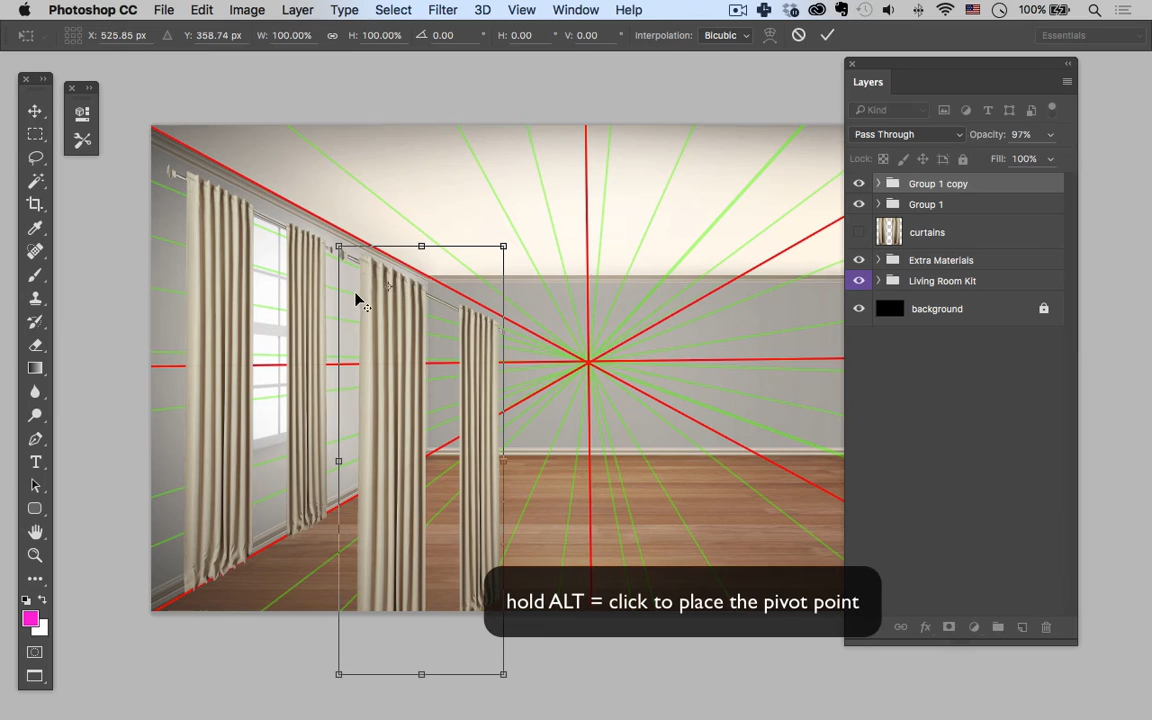 Photoshop CC File Edit Image Layer Type Select Filter 3D View Window Help 100%
X: 525.85 px Y: 358.74 px W: 100.00% H: 100.00% 0.00 ° H: 0.00 ° V: 0.00 ° Interpolation: Bicubic Essentials
Layers
Kind
Pass Through Opacity: 97%
Lock: Fill: 100%
Group 1 copy
Group 1
curtains
Extra Materials
Living Room Kit
background
hold ALT = click to place the pivot point